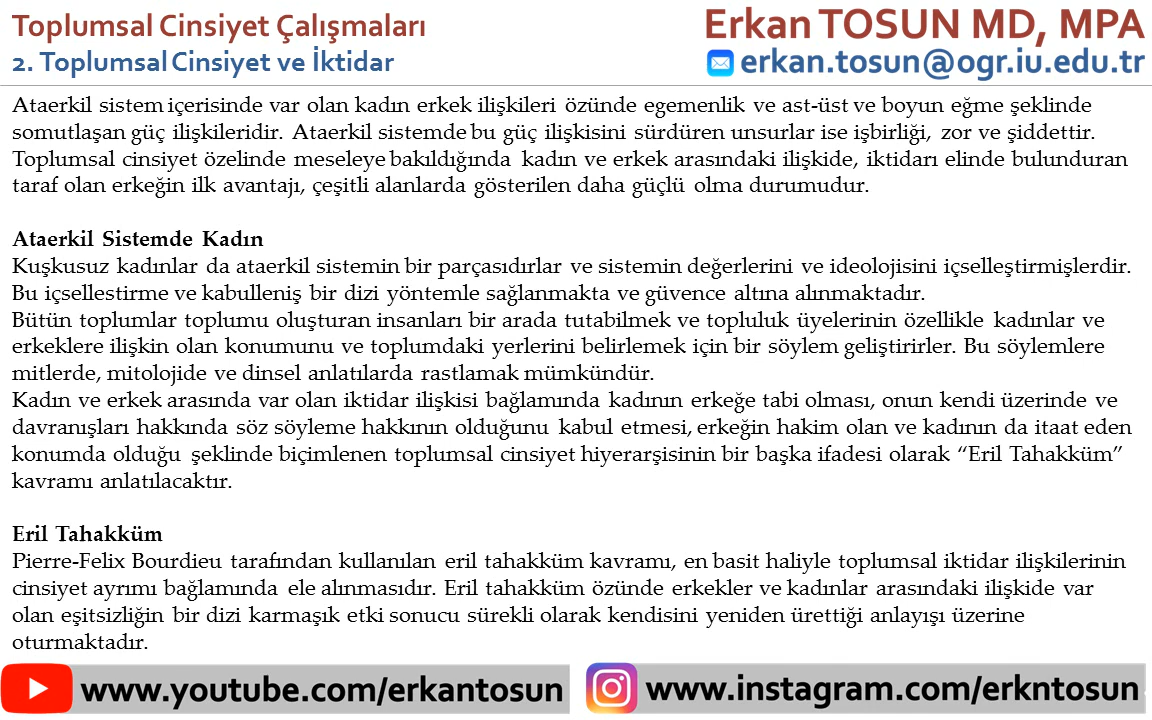 Toplumsal Cinsiyet Çalışmaları
2. Toplumsal Cinsiyet ve İktidar
Erkan TOSUN MD, MPA
erkan.tosun@ogr.iu.edu.tr
Ataerkil sistem içerisinde var olan kadın erkek ilişkileri özünde egemenlik ve ast-üst ve boyun eğme şeklinde
somutlaşan güç ilişkileridir. Ataerkil sistemde bu güç ilişkisini sürdüren unsurlar ise işbirliği, zor ve şiddettir.
Toplumsal cinsiyet özelinde meseleye bakıldığında kadın ve erkek arasındaki ilişkide, iktidarı elinde bulunduran
taraf olan erkeğin ilk avantajı, çeşitli alanlarda gösterilen daha güçlü olma durumudur.
Ataerkil Sistemde Kadın
Kuşkusuz kadınlar da ataerkil sistemin bir parçasıdırlar ve sistemin değerlerini ve ideolojisini içselleştirmişlerdir.
Bu içsellestirme ve kabulleniş bir dizi yöntemle sağlanmakta ve güvence altına alınmaktadır.
Bütün toplumlar toplumu oluşturan insanları bir arada tutabilmek ve topluluk üyelerinin özellikle kadınlar ve
erkeklere ilişkin olan konumunu ve toplumdaki yerlerini belirlemek için bir söylem geliştirirler. Bu söylemlere
mitlerde, mitolojide ve dinsel anlatılarda rastlamak mümkündür.
Kadın ve erkek arasında var olan iktidar ilişkisi bağlamında kadının erkeğe tabi olması, onun kendi üzerinde ve
davranışları hakkında söz söyleme hakkının olduğunu kabul etmesi, erkeğin hakim olan ve kadının da itaat eden
konumda olduğu şeklinde biçimlenen toplumsal cinsiyet hiyerarşisinin bir başka ifadesi olarak “Eril Tahakküm”
kavramı anlatılacaktır.
Eril Tahakküm
Pierre-Felix Bourdieu tarafından kullanılan eril tahakküm kavramı, en basit haliyle toplumsal iktidar ilişkilerinin
cinsiyet ayrımı bağlamında ele alınmasıdır. Eril tahakküm özünde erkekler ve kadınlar arasındaki ilişkide var
olan eşitsizliğin bir dizi karmaşık etki sonucu sürekli olarak kendisini yeniden ürettiği anlayışı üzerine
oturmaktadır.
www.youtube.com/erkantosun
www.instagram.com/erkntosun